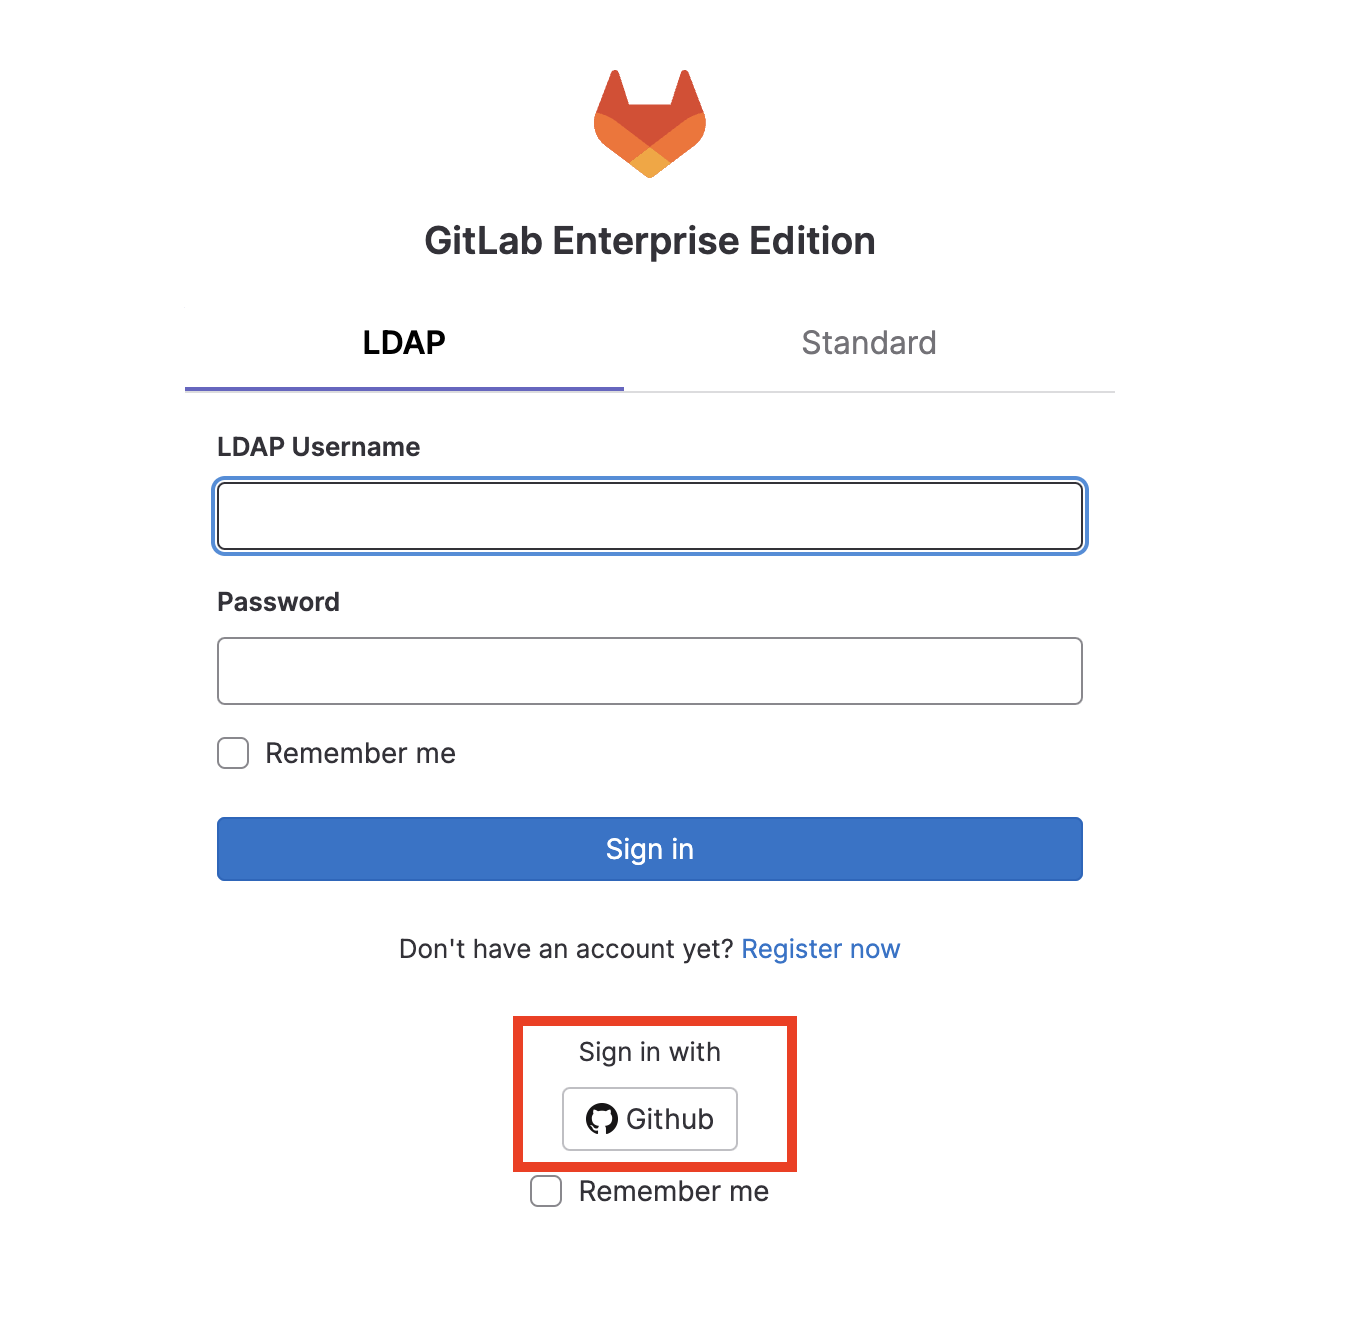 GitLab Enterprise Edition
LDAP
Standard
LDAP Username
Password
Remember me
Sign in
Don't have an account yet? Register now
Sign in with
Github
Remember me